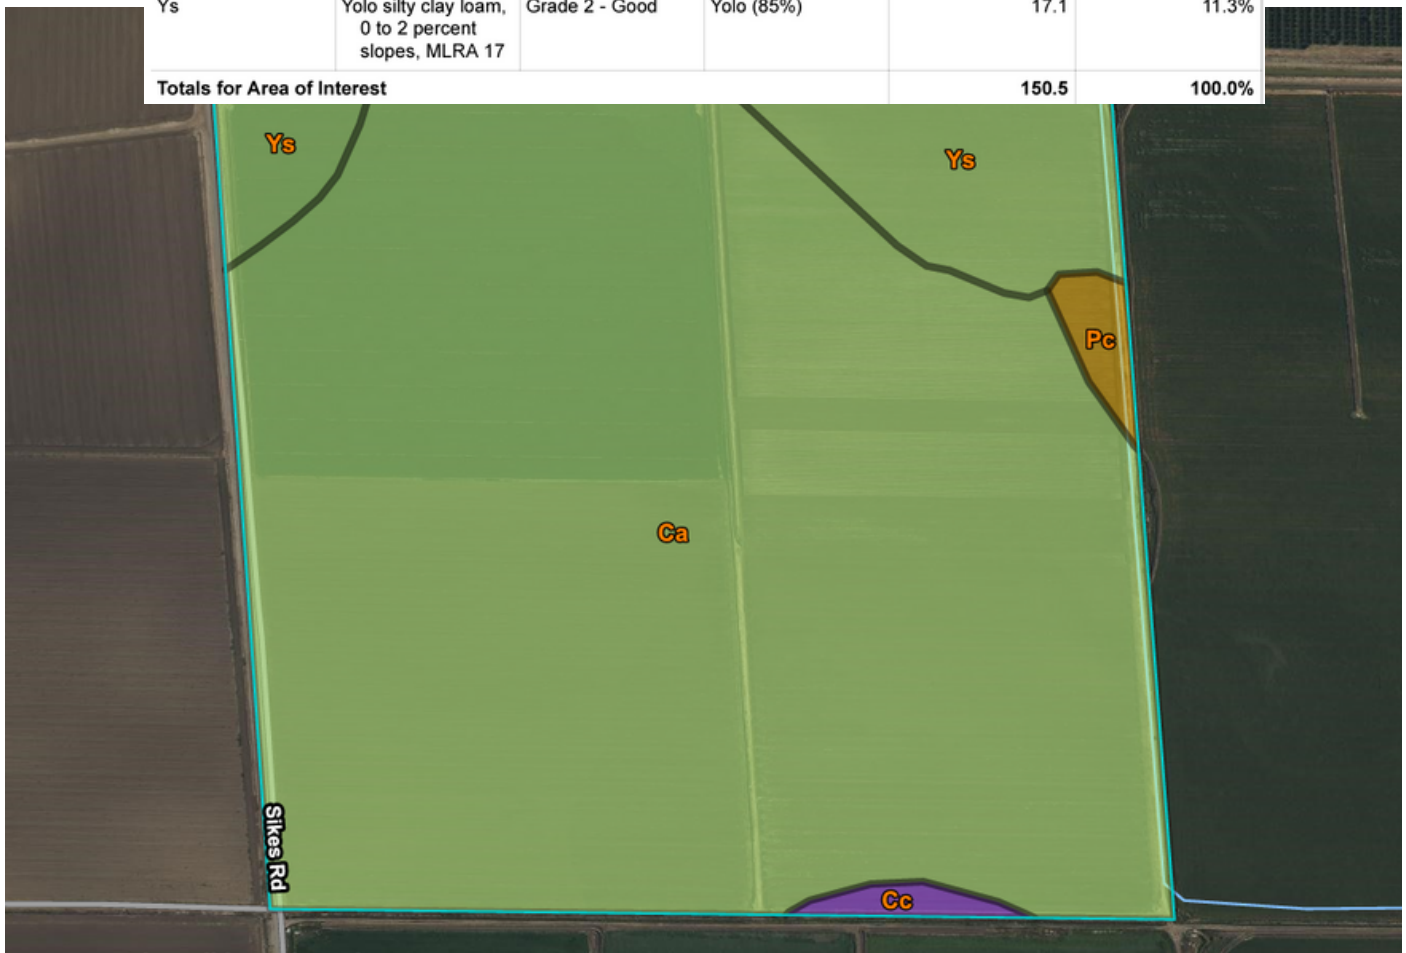 Ys Yolo silty clay loam, Grade 2 - Good Yolo (85%) 17.1 11.3%
0 to 2 percent
slopes, MLRA 17
Totals for Area of Interest 150.5 100.0%
Ys
Ys
Pc
Ca
Sikes Rd
Cc